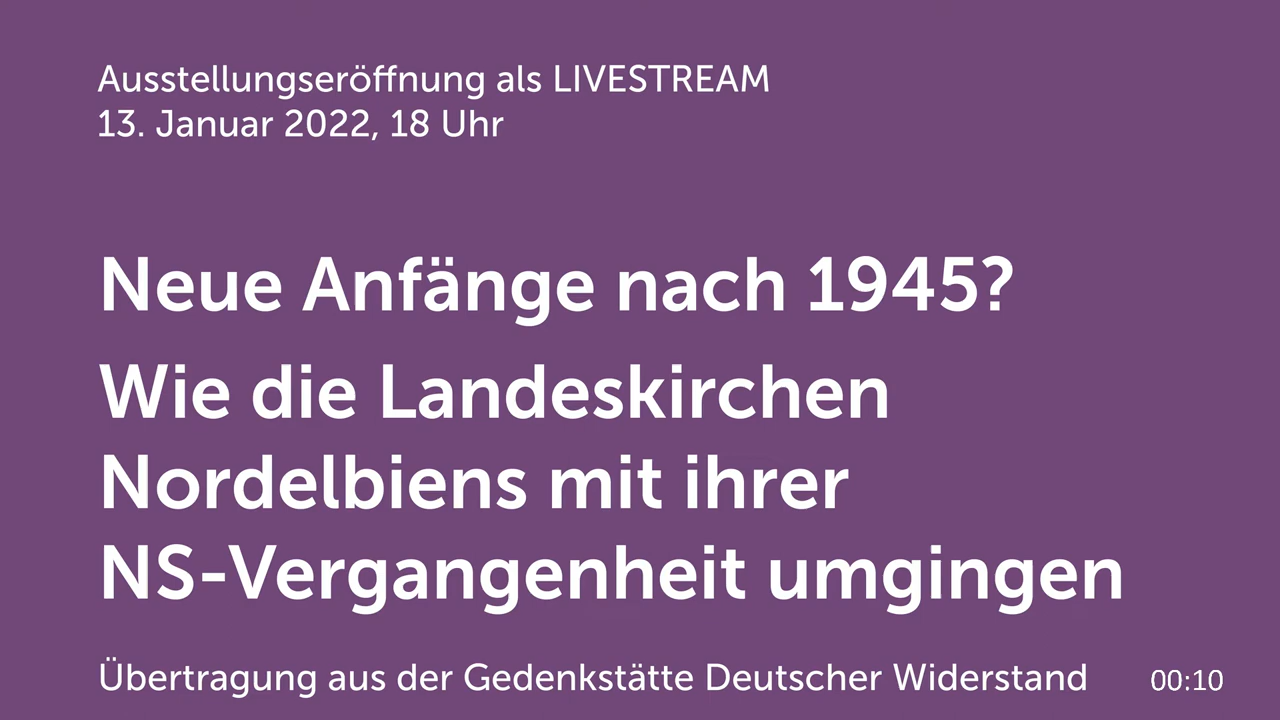 Ausstellungseröffnung als LIVESTREAM
13. Januar 2022, 18 Uhr
Neue Anfänge nach 1945?
Wie die Landeskirchen
Nordelbiens mit ihrer
NS-Vergangenheit umgingen
Übertragung aus der Gedenkstätte Deutscher Widerstand
00:10